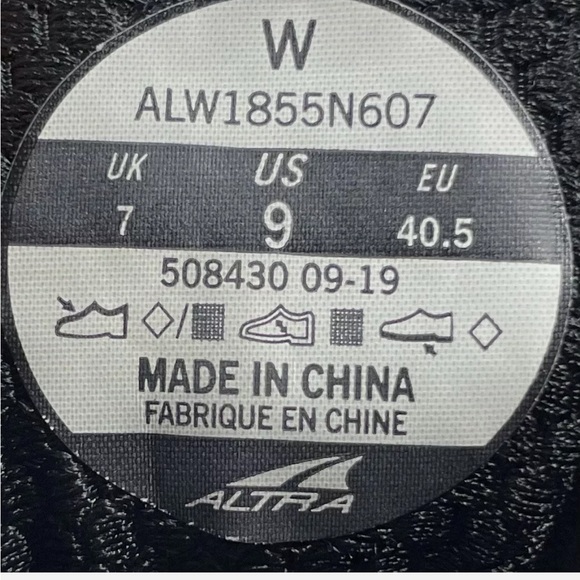 W
ALW1855N607
UK US EU
7 9 40.5
508430 09-19
/
MADE IN CHINA
FABRIQUE EN CHINE
ALTRA